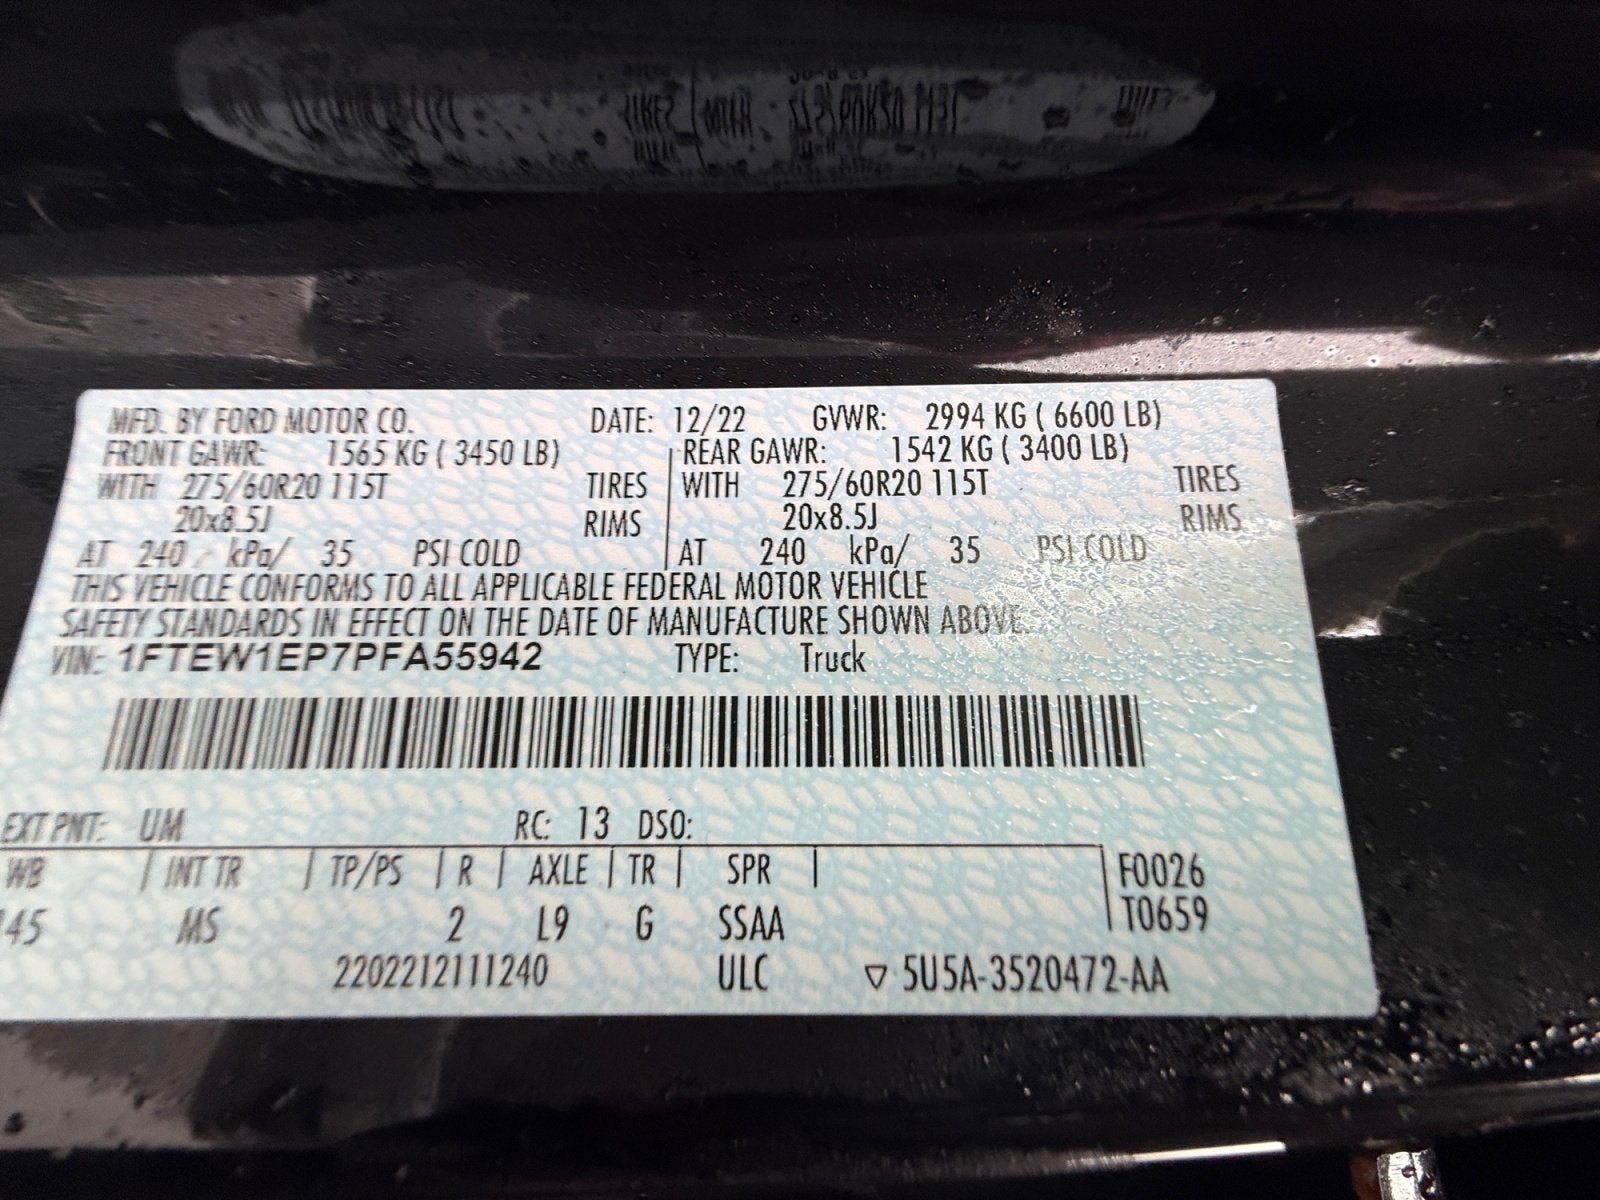 MFD. BY FORD MOTOR CO. DATE: 12/22 GVWR: 2994 KG ( 6600 LB)
FRONT GAWR: 1565 KG ( 3450 LB) REAR GAWR: 1542 KG ( 3400 LB)
WITH 275/60R20 115T TIRES WITH 275/60R20 115T TIRES
20x8.5J RIMS 20x8.5J RIMS
AT 240 kPa/ 35 PSI COLD AT 240 kPa/ 35 PSI COLD
THIS VEHICLE CONFORMS TO ALL APPLICABLE FEDERAL MOTOR VEHICLE
SAFETY STANDARDS IN EFFECT ON THE DATE OF MANUFACTURE SHOWN ABOVE.
VIN: 1FTEW1EP7PFA55942 TYPE: Truck
EXT PNT: UM RC: 13 DSO:
WB | INT TR | TP/PS | R | AXLE | TR | SPR | F0026
145 MS 2 L9 G SSAA T0659
2202212111240 ULC ▽ 5U5A-3520472-AA